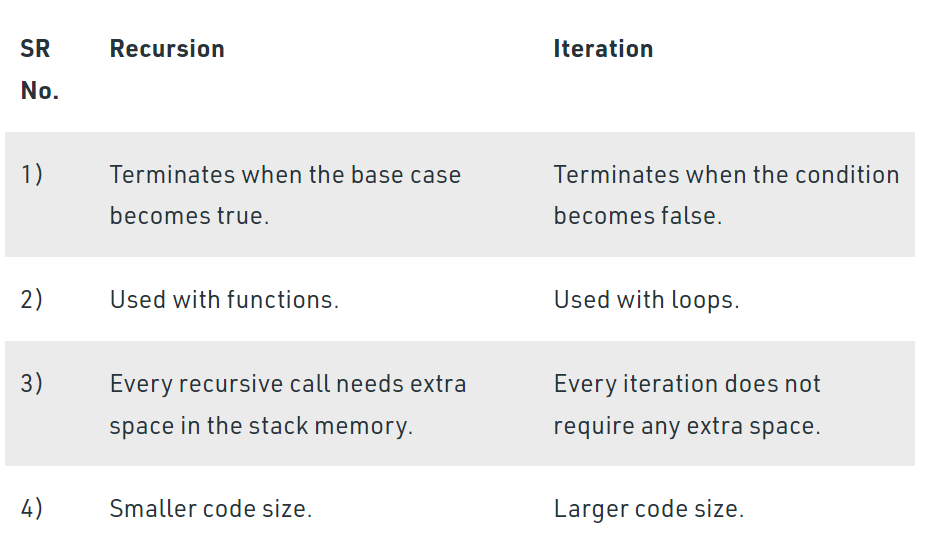 SR Recursion Iteration
No.
1) Terminates when the base case Terminates when the condition
becomes true. becomes false.
2) Used with functions. Used with loops.
3) Every recursive call needs extra Every iteration does not
space in the stack memory. require any extra space.
4) Smaller code size. Larger code size.